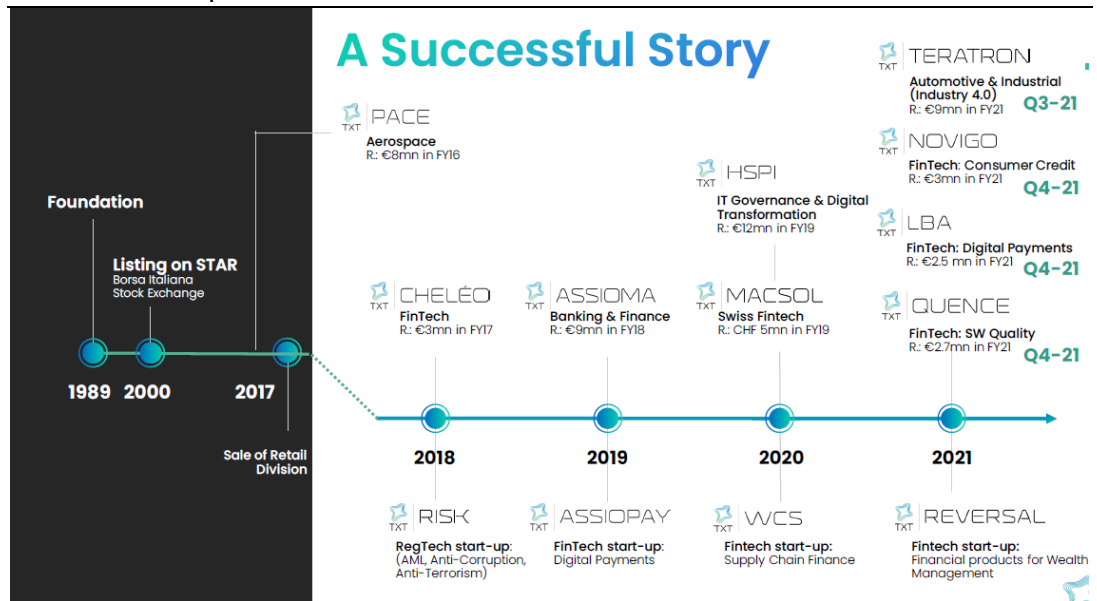 A Successful Story
Foundation
Listing on STAR
Borsa Italiana
Stock Exchange
1989 2000 2017
Sale of Retail
Division
TXT PACE
Aerospace
R.: €8mn in FY16
TXT CHELÉO
FinTech
R.: €3mn in FY17
TXT ASSIOMA
Banking & Finance
R.: €9mn in FY18
TXT HSPI
IT Governance & Digital
Transformation
R.: €12mn in FY19
TXT MACSOL
Swiss Fintech
R.: CHF 5mn in FY19
TXT TERATRON
Automotive & Industrial
(Industry 4.0)
R.: €9mn in FY21 Q3-21
TXT NOVIGO
FinTech: Consumer Credit
R.: €3mn in FY21 Q4-21
TXT LBA
FinTech: Digital Payments
R.: €2.5 mn in FY21 Q4-21
TXT QUENCE
FinTech: SW Quality
R.: €2.7mn in FY21 Q4-21
2018 2019 2020 2021
TXT RISK
RegTech start-up:
(AML, Anti-Corruption,
Anti-Terrorism)
TXT ASSIOPAY
FinTech start-up:
Digital Payments
TXT WCS
Fintech start-up:
Supply Chain Finance
TXT REVERSAL
Fintech start-up:
Financial products for Wealth
Management